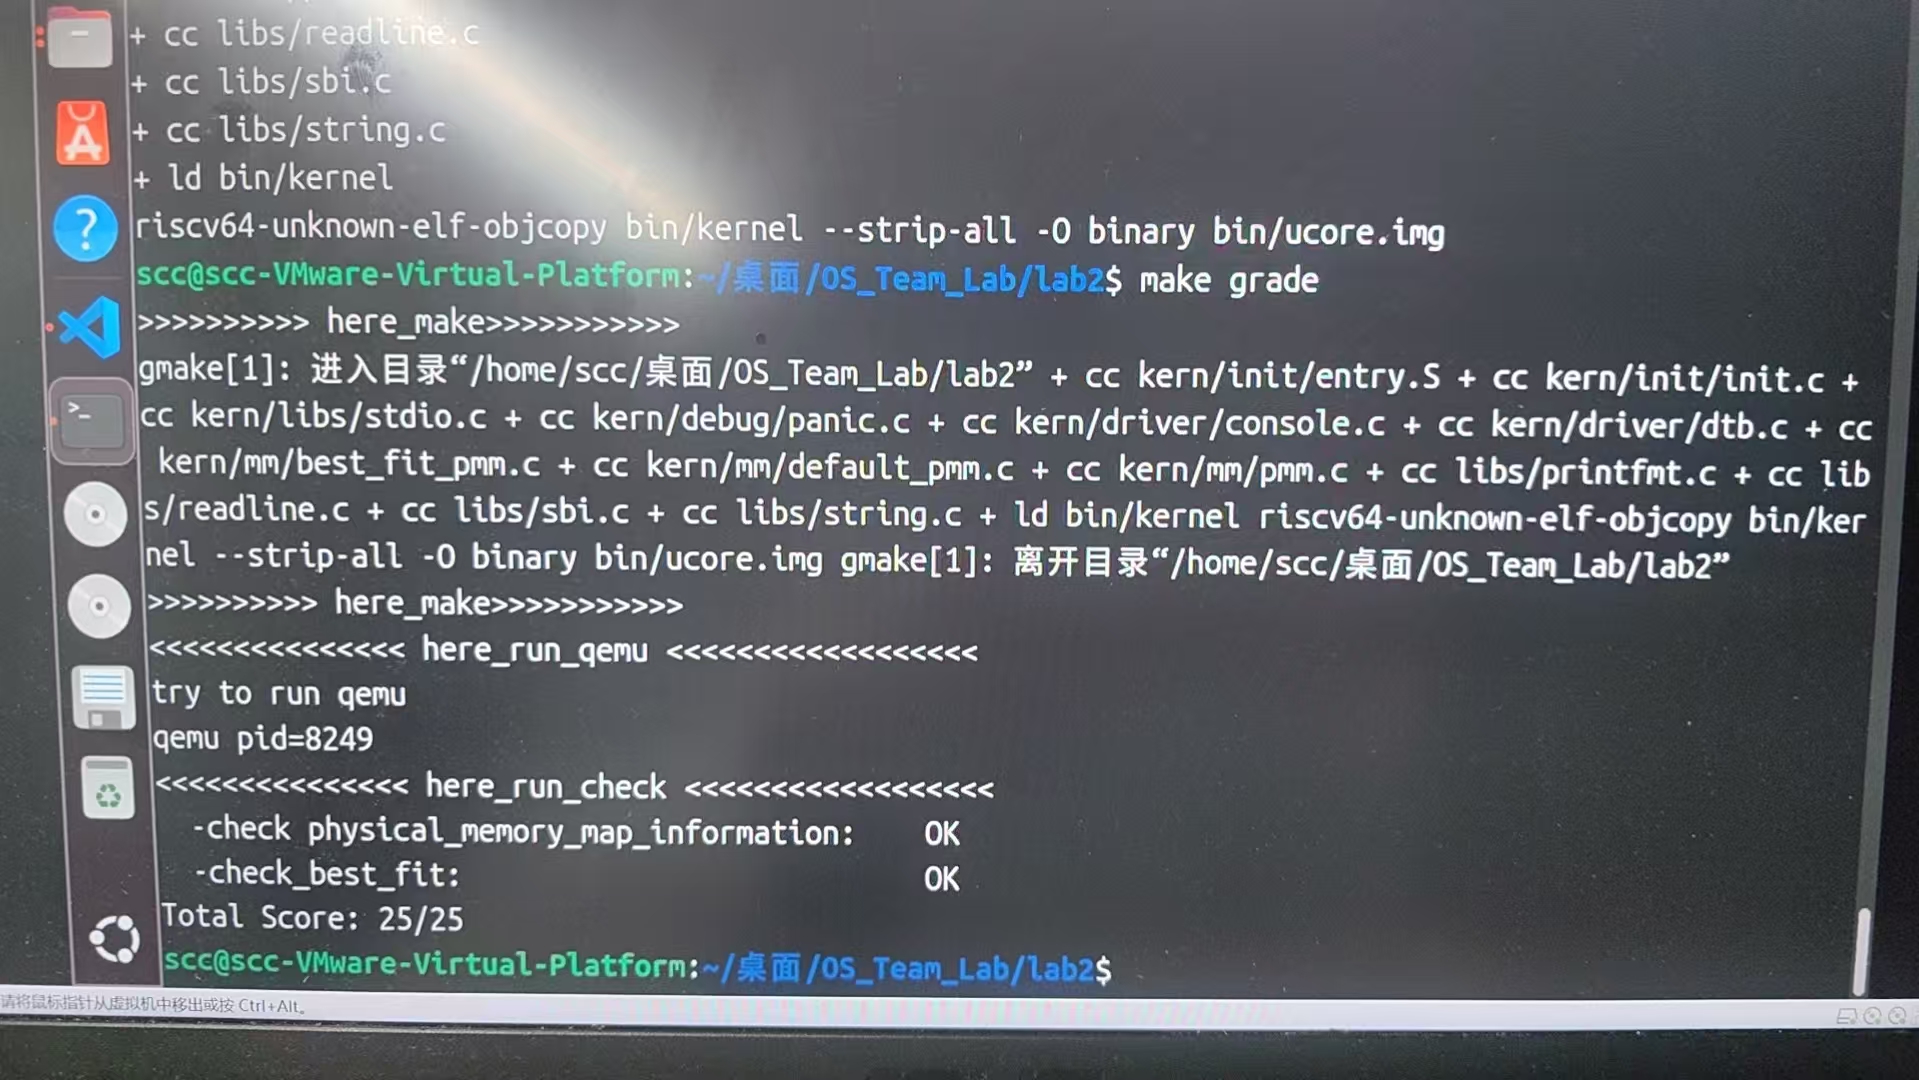 + cc libs/readline.c
+ cc libs/sbi.c
+ cc libs/string.c
+ ld bin/kernel
riscv64-unknown-elf-objcopy bin/kernel --strip-all -O binary bin/ucore.img
scc@scc-VMware-Virtual-Platform:~/桌面/OS_Team_Lab/lab2$ make grade
>>>>>>>>>> here_make>>>>>>>>>>>
gmake[1]: 进入目录“/home/scc/桌面/OS_Team_Lab/lab2” + cc kern/init/entry.S + cc kern/init/init.c +
cc kern/libs/stdio.c + cc kern/debug/panic.c + cc kern/driver/console.c + cc kern/driver/dtb.c + cc
kern/mm/best_fit_pmm.c + cc kern/mm/default_pmm.c + cc kern/mm/pmm.c + cc libs/printfmt.c + cc lib
s/readline.c + cc libs/sbi.c + cc libs/string.c + ld bin/kernel riscv64-unknown-elf-objcopy bin/ker
nel --strip-all -O binary bin/ucore.img gmake[1]: 离开目录“/home/scc/桌面/OS_Team_Lab/lab2”
>>>>>>>>>> here_make>>>>>>>>>>>
<<<<<<<<<<<<<<< here_run_qemu <<<<<<<<<<<<<<<<<<
try to run qemu
qemu pid=8249
<<<<<<<<<<<<<<< here_run_check <<<<<<<<<<<<<<<<<<
-check physical_memory_map_information: OK
-check_best_fit: OK
Total Score: 25/25
scc@scc-VMware-Virtual-Platform:~/桌面/OS_Team_Lab/lab2$
请将鼠标指针从虚拟机中移出或按 Ctrl+Alt。